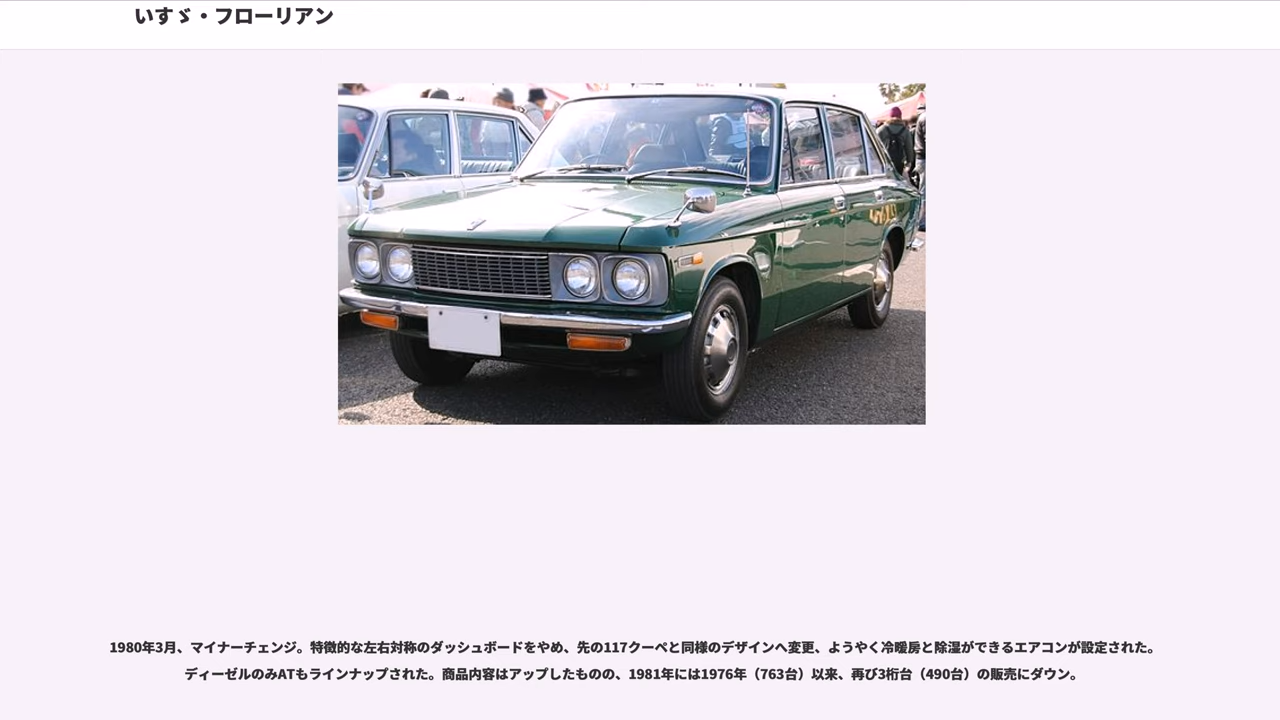 いすゞ・フローリアン
1980年3月、マイナーチェンジ。特徴的な左右対称のダッシュボードをやめ、先の117クーペと同様のデザインへ変更、ようやく冷暖房と除湿ができるエアコンが設定された。
ディーゼルのみATもラインナップされた。商品内容はアップしたものの、1981年には1976年（763台）以来、再び3桁台（490台）の販売にダウン。